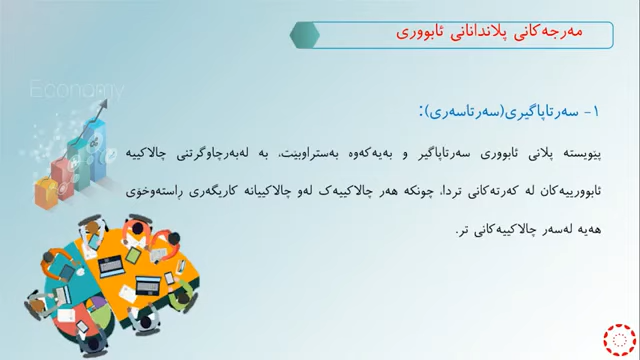 مەرجەکانی پلاندانانی ئابووری
Economy
١- سەرتاپاگیری(سەرتاسەری):
پێویستە پلانی ئابووری سەرتاپاگیر و بەیەکەوە بەستراوبێت، بە لەبەرچاوگرتنی چالاکییە
ئابوورییەکان لە کەرتەکانی تردا، چونکە هەر چالاکییەک لەو چالاکییانە کاریگەری ڕاستەوخۆی
هەیە لەسەر چالاکییەکانی تر.